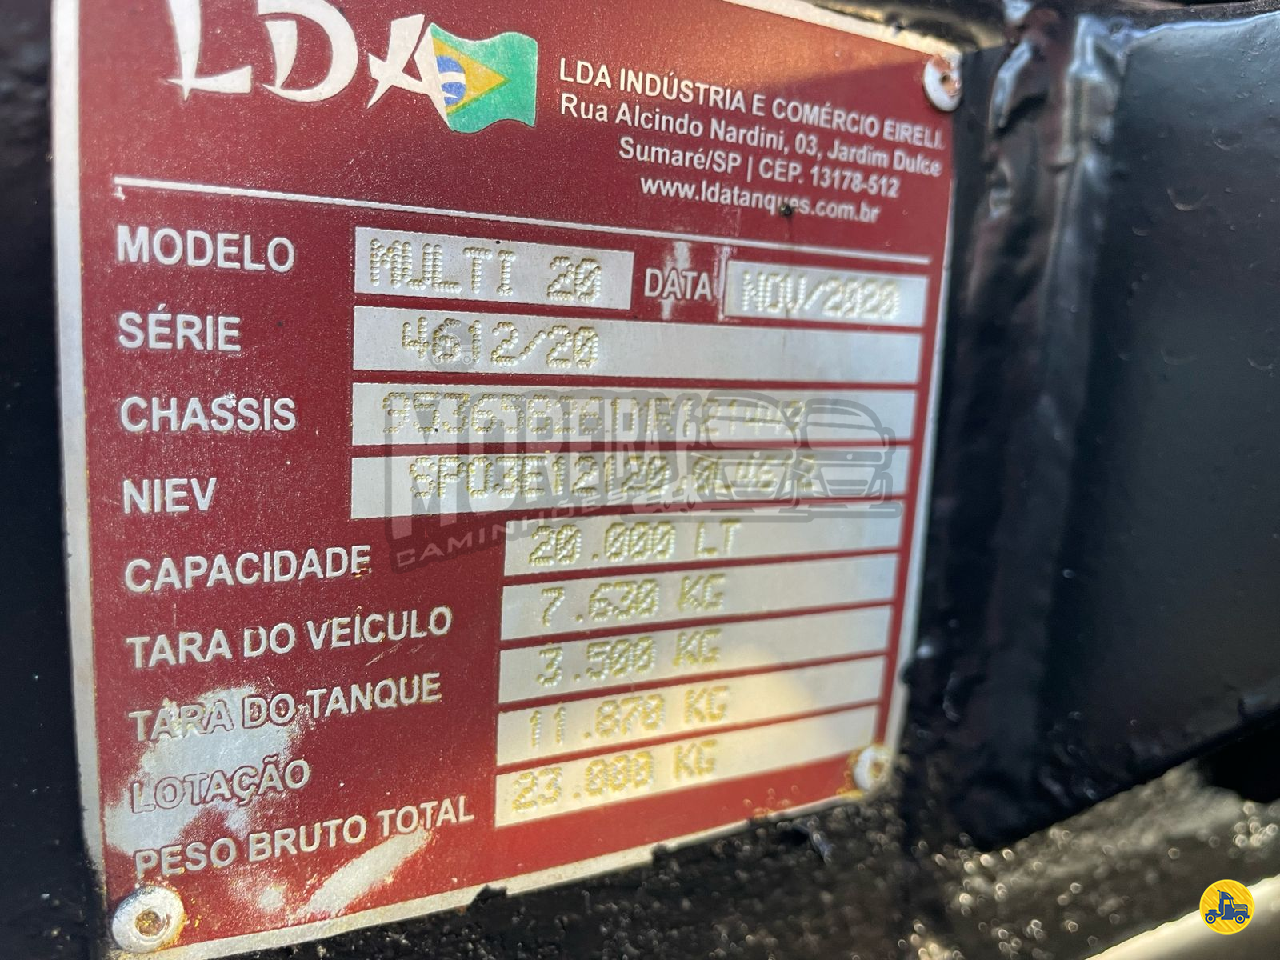 LDA
LDA INDÚSTRIA E COMÉRCIO EIRELI.
Rua Alcindo Nardini, 03, Jardim Dulce
Sumaré/SP | CEP. 13178-512
www.ldatanques.com.br
MODELO MULTI 20 DATA NOV/2020
SÉRIE 4612/20
CHASSIS
NIEV
CAPACIDADE 20.000 LT
TARA DO VEÍCULO 7.630 KG
TARA DO TANQUE 3.500 KG
LOTAÇÃO 11.870 KG
PESO BRUTO TOTAL 23.000 KG